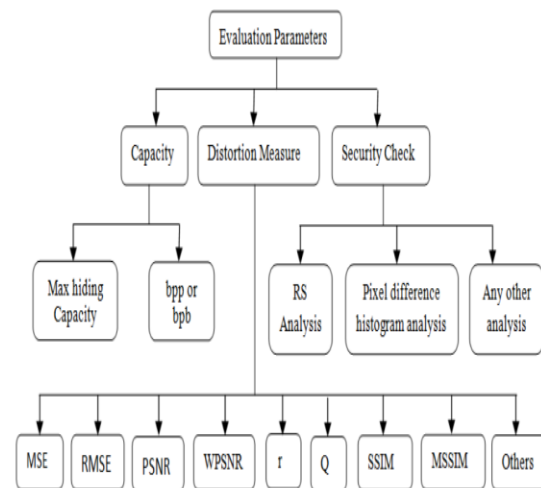 Evaluation Parameters
Capacity
Distortion Measure
Security Check
Max hiding
Capacity
bpp or
bpb
RS
Analysis
Pixel difference
histogram analysis
Any other
analysis
MSE
RMSE
PSNR
WPSNR
r
Q
SSIM
MSSIM
Others